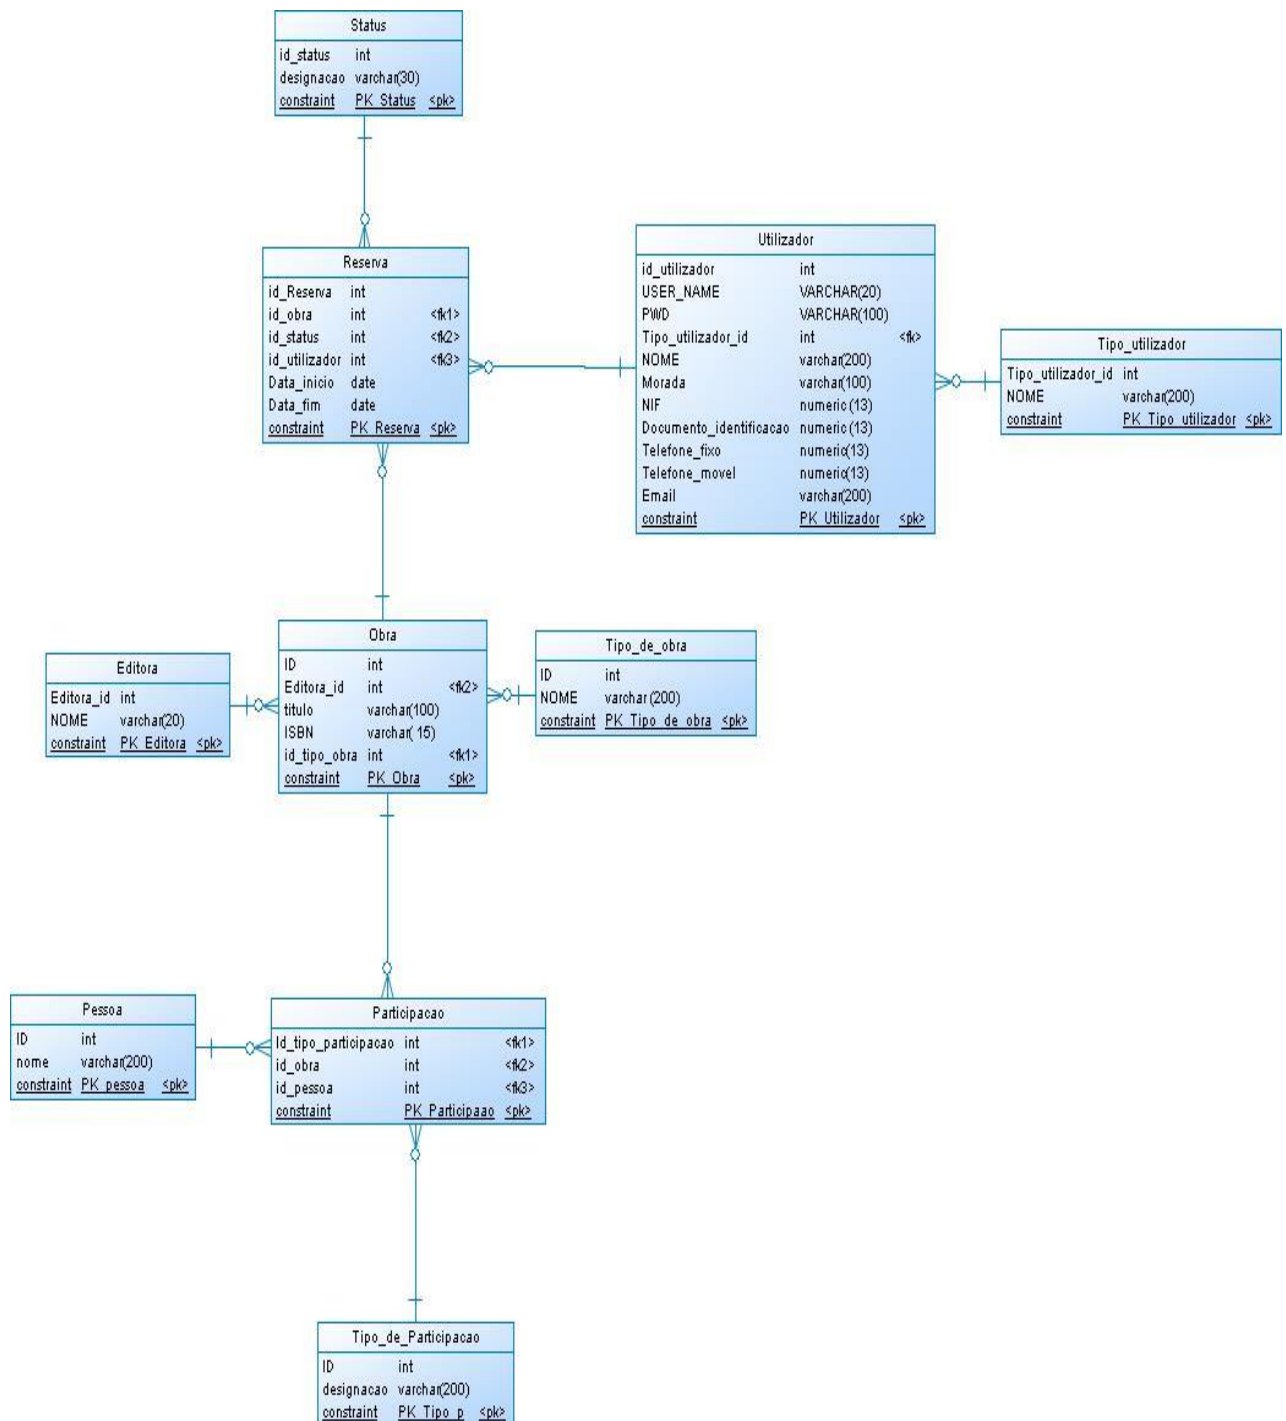 Status
id_status int
designacao varchar(30)
constraint PK_Status <pk>
Reserva
id_Reserva int
id_obra int <fk1>
id_status int <fk2>
id_utilizador int <fk3>
Data_inicio date
Data_fim date
constraint PK_Reserva <pk>
Utilizador
id_utilizador int
USER_NAME VARCHAR(20)
PWD VARCHAR(100)
Tipo_utilizador_id int <fk>
NOME varchar(200)
Morada varchar(100)
NIF numeric (13)
Documento_identificacao numeric (13)
Telefone_fixo numeric(13)
Telefone_movel numeric(13)
Email varchar(200)
constraint PK_Utilizador <pk>
Tipo_utilizador
Tipo_utilizador_id int
NOME varchar(200)
constraint PK_Tipo_utilizador <pk>
Editora
Editora_id int
NOME varchar(20)
constraint PK_Editora <pk>
Obra
ID int
Editora_id int <fk2>
titulo varchar(100)
ISBN varchar( 15)
id_tipo_obra int <fk1>
constraint PK_Obra <pk>
Tipo_de_obra
ID int
NOME varchar (200)
constraint PK_Tipo_de_obra <pk>
Pessoa
ID int
nome varchar(200)
constraint PK_pessoa <pk>
Participacao
Id_tipo_participacao int <fk1>
id_obra int <fk2>
id_pessoa int <fk3>
constraint PK_Participaao <pk>
Tipo_de_Participacao
ID int
designacao varchar(200)
constraint PK_Tipo_p <pk>